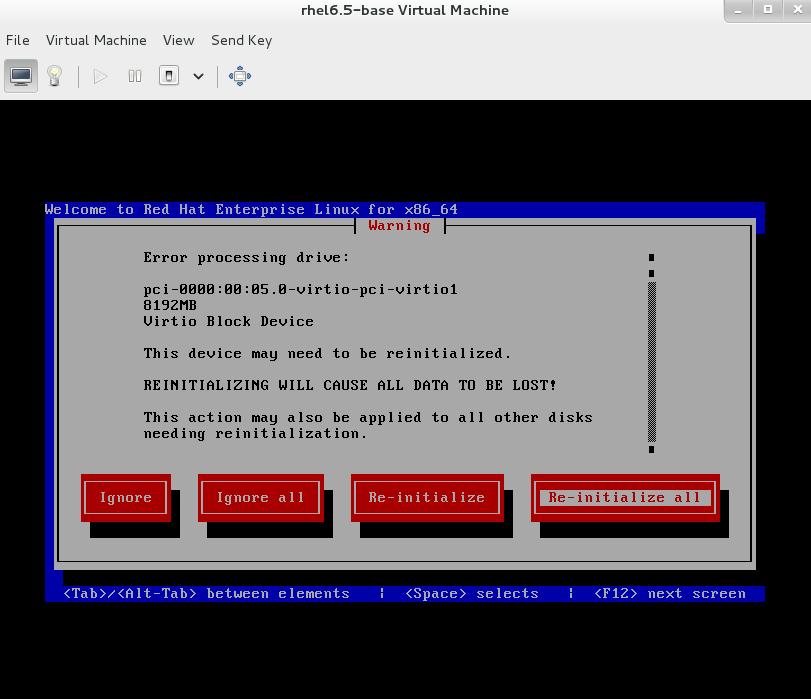 rhel6.5-base Virtual Machine
File Virtual Machine View Send Key
Welcome to Red Hat Enterprise Linux for x86_64
Warning
Error processing drive:
pci-0000:00:05.0-virtio-pci-virtio1
8192MB
Virtio Block Device
This device may need to be reinitialized.
REINITIALIZING WILL CAUSE ALL DATA TO BE LOST!
This action may also be applied to all other disks
needing reinitialization.
Ignore Ignore all Re-initialize Re-initialize all
<Tab>/<Alt-Tab> between elements | <Space> selects | <F12> next screen